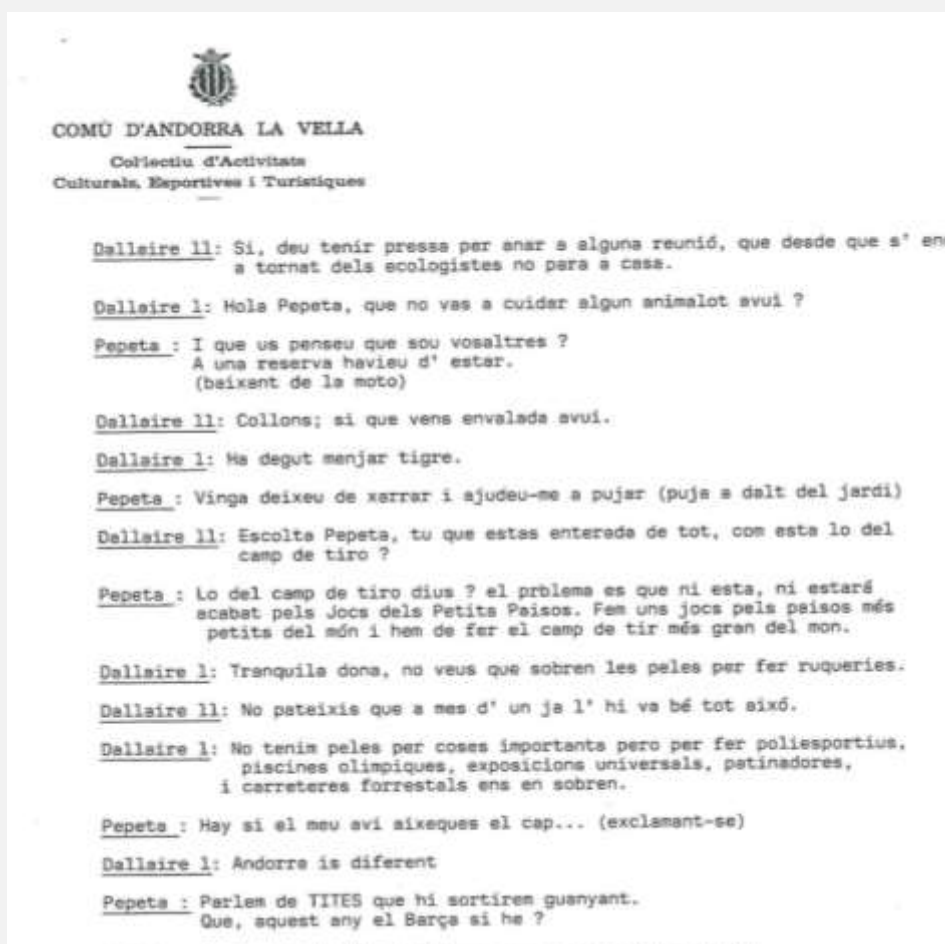 COMÚ D'ANDORRA LA VELLA
Col·lectiu d'Activitats
Culturals, Esportives i Turístiques
Dallaire 11: Si, deu tenir pressa per anar a alguna reunió, que desde que s' en
a tornat dels ecologistes no para a casa.
Dallaire 1: Hola Pepeta, que no vas a cuidar algun animalot avui ?
Pepeta : I que us penseu que sou vosaltres ?
A una reserva havieu d' estar.
(baixant de la moto)
Dallaire 11: Collons; si que vens envalada avui.
Dallaire 1: Ha degut menjar tigre.
Pepeta : Vinga deixeu de xarrar i ajudeu-me a pujar (puja a dalt del jardi)
Dallaire 11: Escolta Pepeta, tu que estas enterada de tot, com esta lo del
camp de tiro ?
Pepeta : Lo del camp de tiro dius ? el prblema es que ni esta, ni estará
acabat pels Jocs dels Petits Paisos. Fem uns jocs pels paisos més
petits del món i hem de fer el camp de tir més gran del mon.
Dallaire 1: Tranquila dona, no veus que sobren les peles per fer ruqueries.
Dallaire 11: No pateixis que a mes d' un ja l' hi va bé tot aixó.
Dallaire 1: No tenim peles per coses importants pero per fer poliesportius,
piscines olimpiques, exposicions universals, patinadores,
i carreteres forrestals ens en sobren.
Pepeta : Hay si el meu avi aixeques el cap... (exclamant-se)
Dallaire 1: Andorra is diferent
Pepeta : Parlem de TITES que hi sortirem guanyant.
Que, aquest any el Barça si he ?